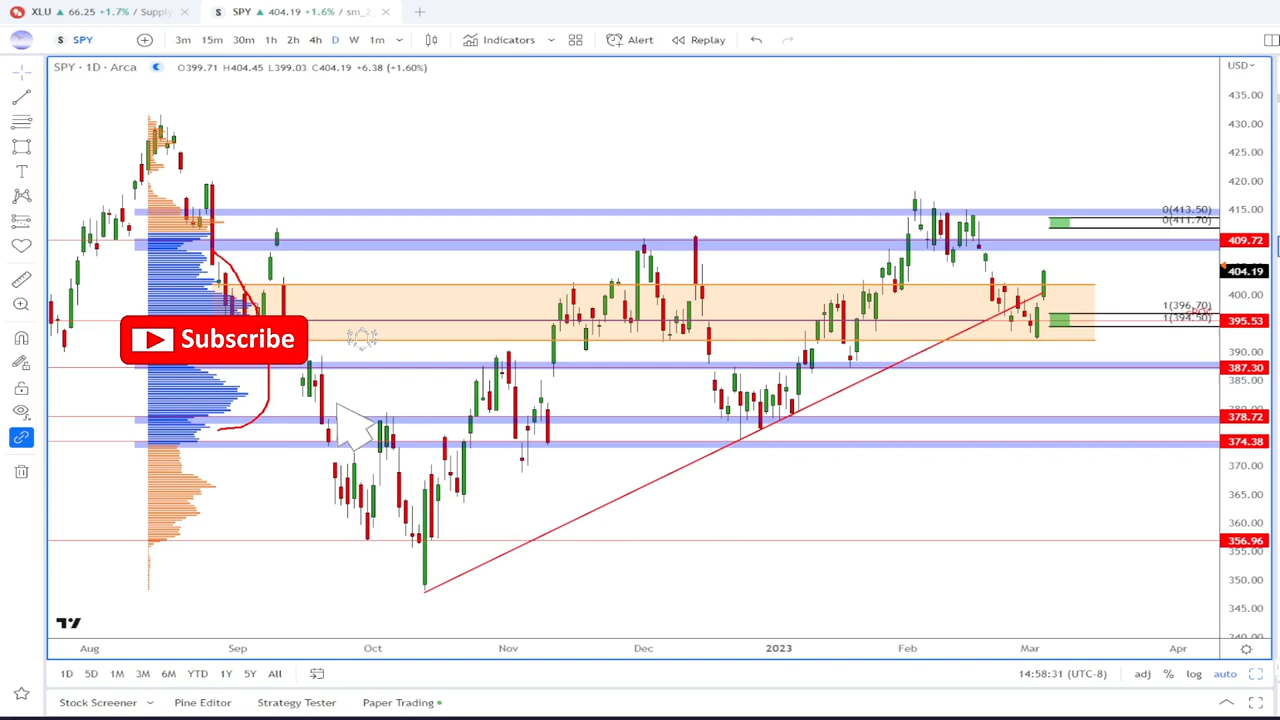 XLU ▲ 66.25 +1.7% / Supply
SPY ▲ 404.19 +1.6% / sm_2
SPY
3m 15m 30m 1h 2h 4h D W 1m
Indicators
Alert
Replay
SPY · 1D · Arca
O399.71 H404.45 L399.03 C404.19 +6.38 (+1.60%)
USD
435.00
430.00
425.00
420.00
415.00
0(413.50)
0(411.70)
409.72
404.19
400.00
1(396.70)
1(394.50)
395.53
390.00
387.30
385.00
378.72
374.38
370.00
365.00
360.00
356.96
355.00
350.00
345.00
340.00
Subscribe
Aug Sep Oct Nov Dec 2023 Feb Mar Apr
1D 5D 1M 3M 6M YTD 1Y 5Y All
14:58:31 (UTC-8)
adj % log auto
Stock Screener
Pine Editor
Strategy Tester
Paper Trading